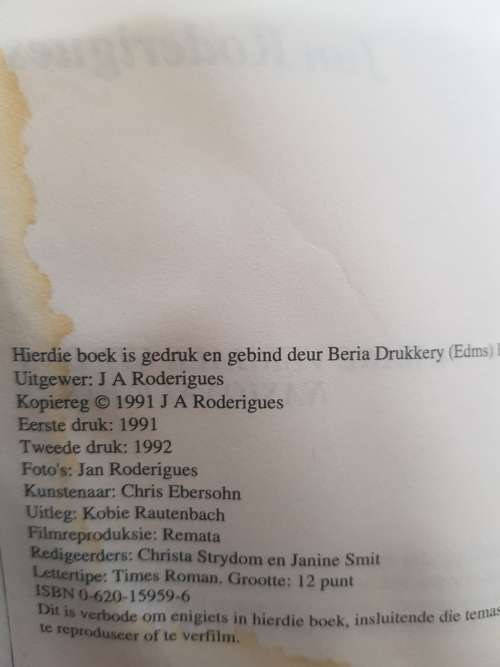 Hierdie boek is gedruk en gebind deur Beria Drukkery (Edms)
Uitgewer: J A Roderigues
Kopiereg © 1991 J A Roderigues
Eerste druk: 1991
Tweede druk: 1992
Foto's: Jan Roderigues
Kunstenaar: Chris Ebersohn
Uitleg: Kobie Rautenbach
Filmreproduksie: Remata
Redigeerders: Christa Strydom en Janine Smit
Lettertipe: Times Roman. Grootte: 12 punt
ISBN 0-620-15959-6
Dit is verbode om enigiets in hierdie boek, insluitende die temas
te reproduseer of te verfilm.